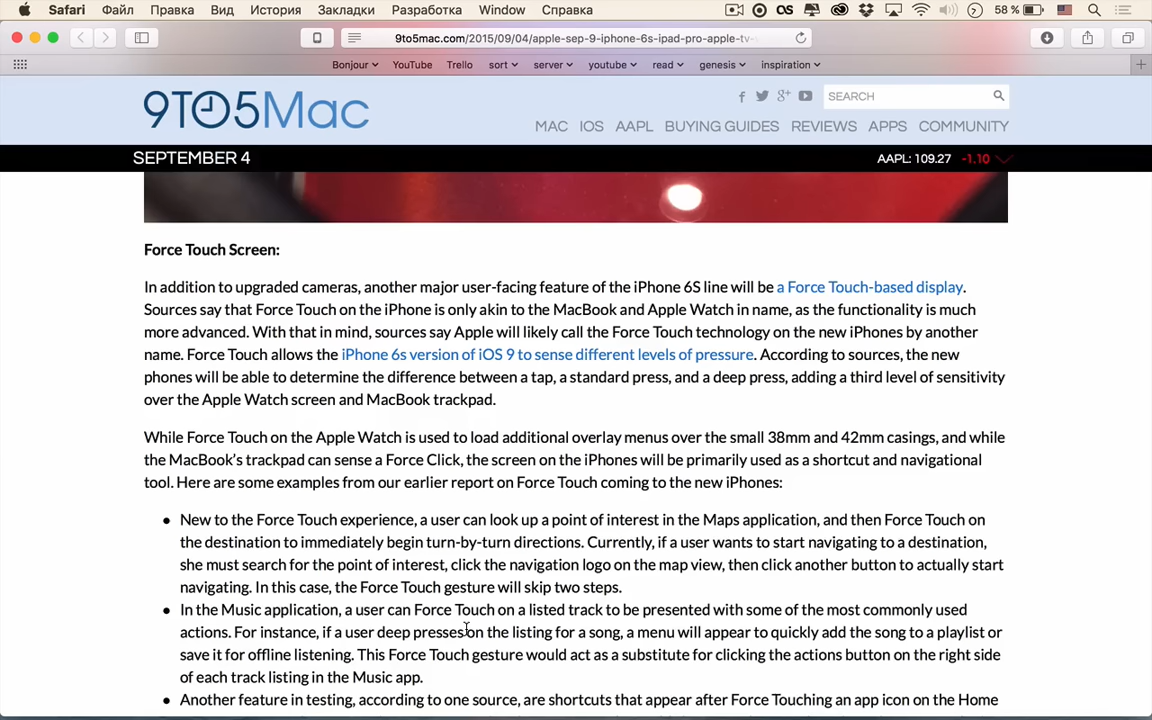 Safari Файл Правка Вид История Закладки Разработка Window Справка 58 %
9to5mac.com/2015/09/04/apple-sep-9-iphone-6s-ipad-pro-apple-tv-
Bonjour YouTube Trello sort server youtube read genesis inspiration
9TO5Mac
SEARCH
MAC IOS AAPL BUYING GUIDES REVIEWS APPS COMMUNITY
SEPTEMBER 4 AAPL: 109.27 -1.10
Force Touch Screen:
In addition to upgraded cameras, another major user-facing feature of the iPhone 6S line will be a Force Touch-based display.
Sources say that Force Touch on the iPhone is only akin to the MacBook and Apple Watch in name, as the functionality is much
more advanced. With that in mind, sources say Apple will likely call the Force Touch technology on the new iPhones by another
name. Force Touch allows the iPhone 6s version of iOS 9 to sense different levels of pressure. According to sources, the new
phones will be able to determine the difference between a tap, a standard press, and a deep press, adding a third level of sensitivity
over the Apple Watch screen and MacBook trackpad.
While Force Touch on the Apple Watch is used to load additional overlay menus over the small 38mm and 42mm casings, and while
the MacBook's trackpad can sense a Force Click, the screen on the iPhones will be primarily used as a shortcut and navigational
tool. Here are some examples from our earlier report on Force Touch coming to the new iPhones:
• New to the Force Touch experience, a user can look up a point of interest in the Maps application, and then Force Touch on
the destination to immediately begin turn-by-turn directions. Currently, if a user wants to start navigating to a destination,
she must search for the point of interest, click the navigation logo on the map view, then click another button to actually start
navigating. In this case, the Force Touch gesture will skip two steps.
• In the Music application, a user can Force Touch on a listed track to be presented with some of the most commonly used
actions. For instance, if a user deep presses on the listing for a song, a menu will appear to quickly add the song to a playlist or
save it for offline listening. This Force Touch gesture would act as a substitute for clicking the actions button on the right side
of each track listing in the Music app.
• Another feature in testing, according to one source, are shortcuts that appear after Force Touching an app icon on the Home